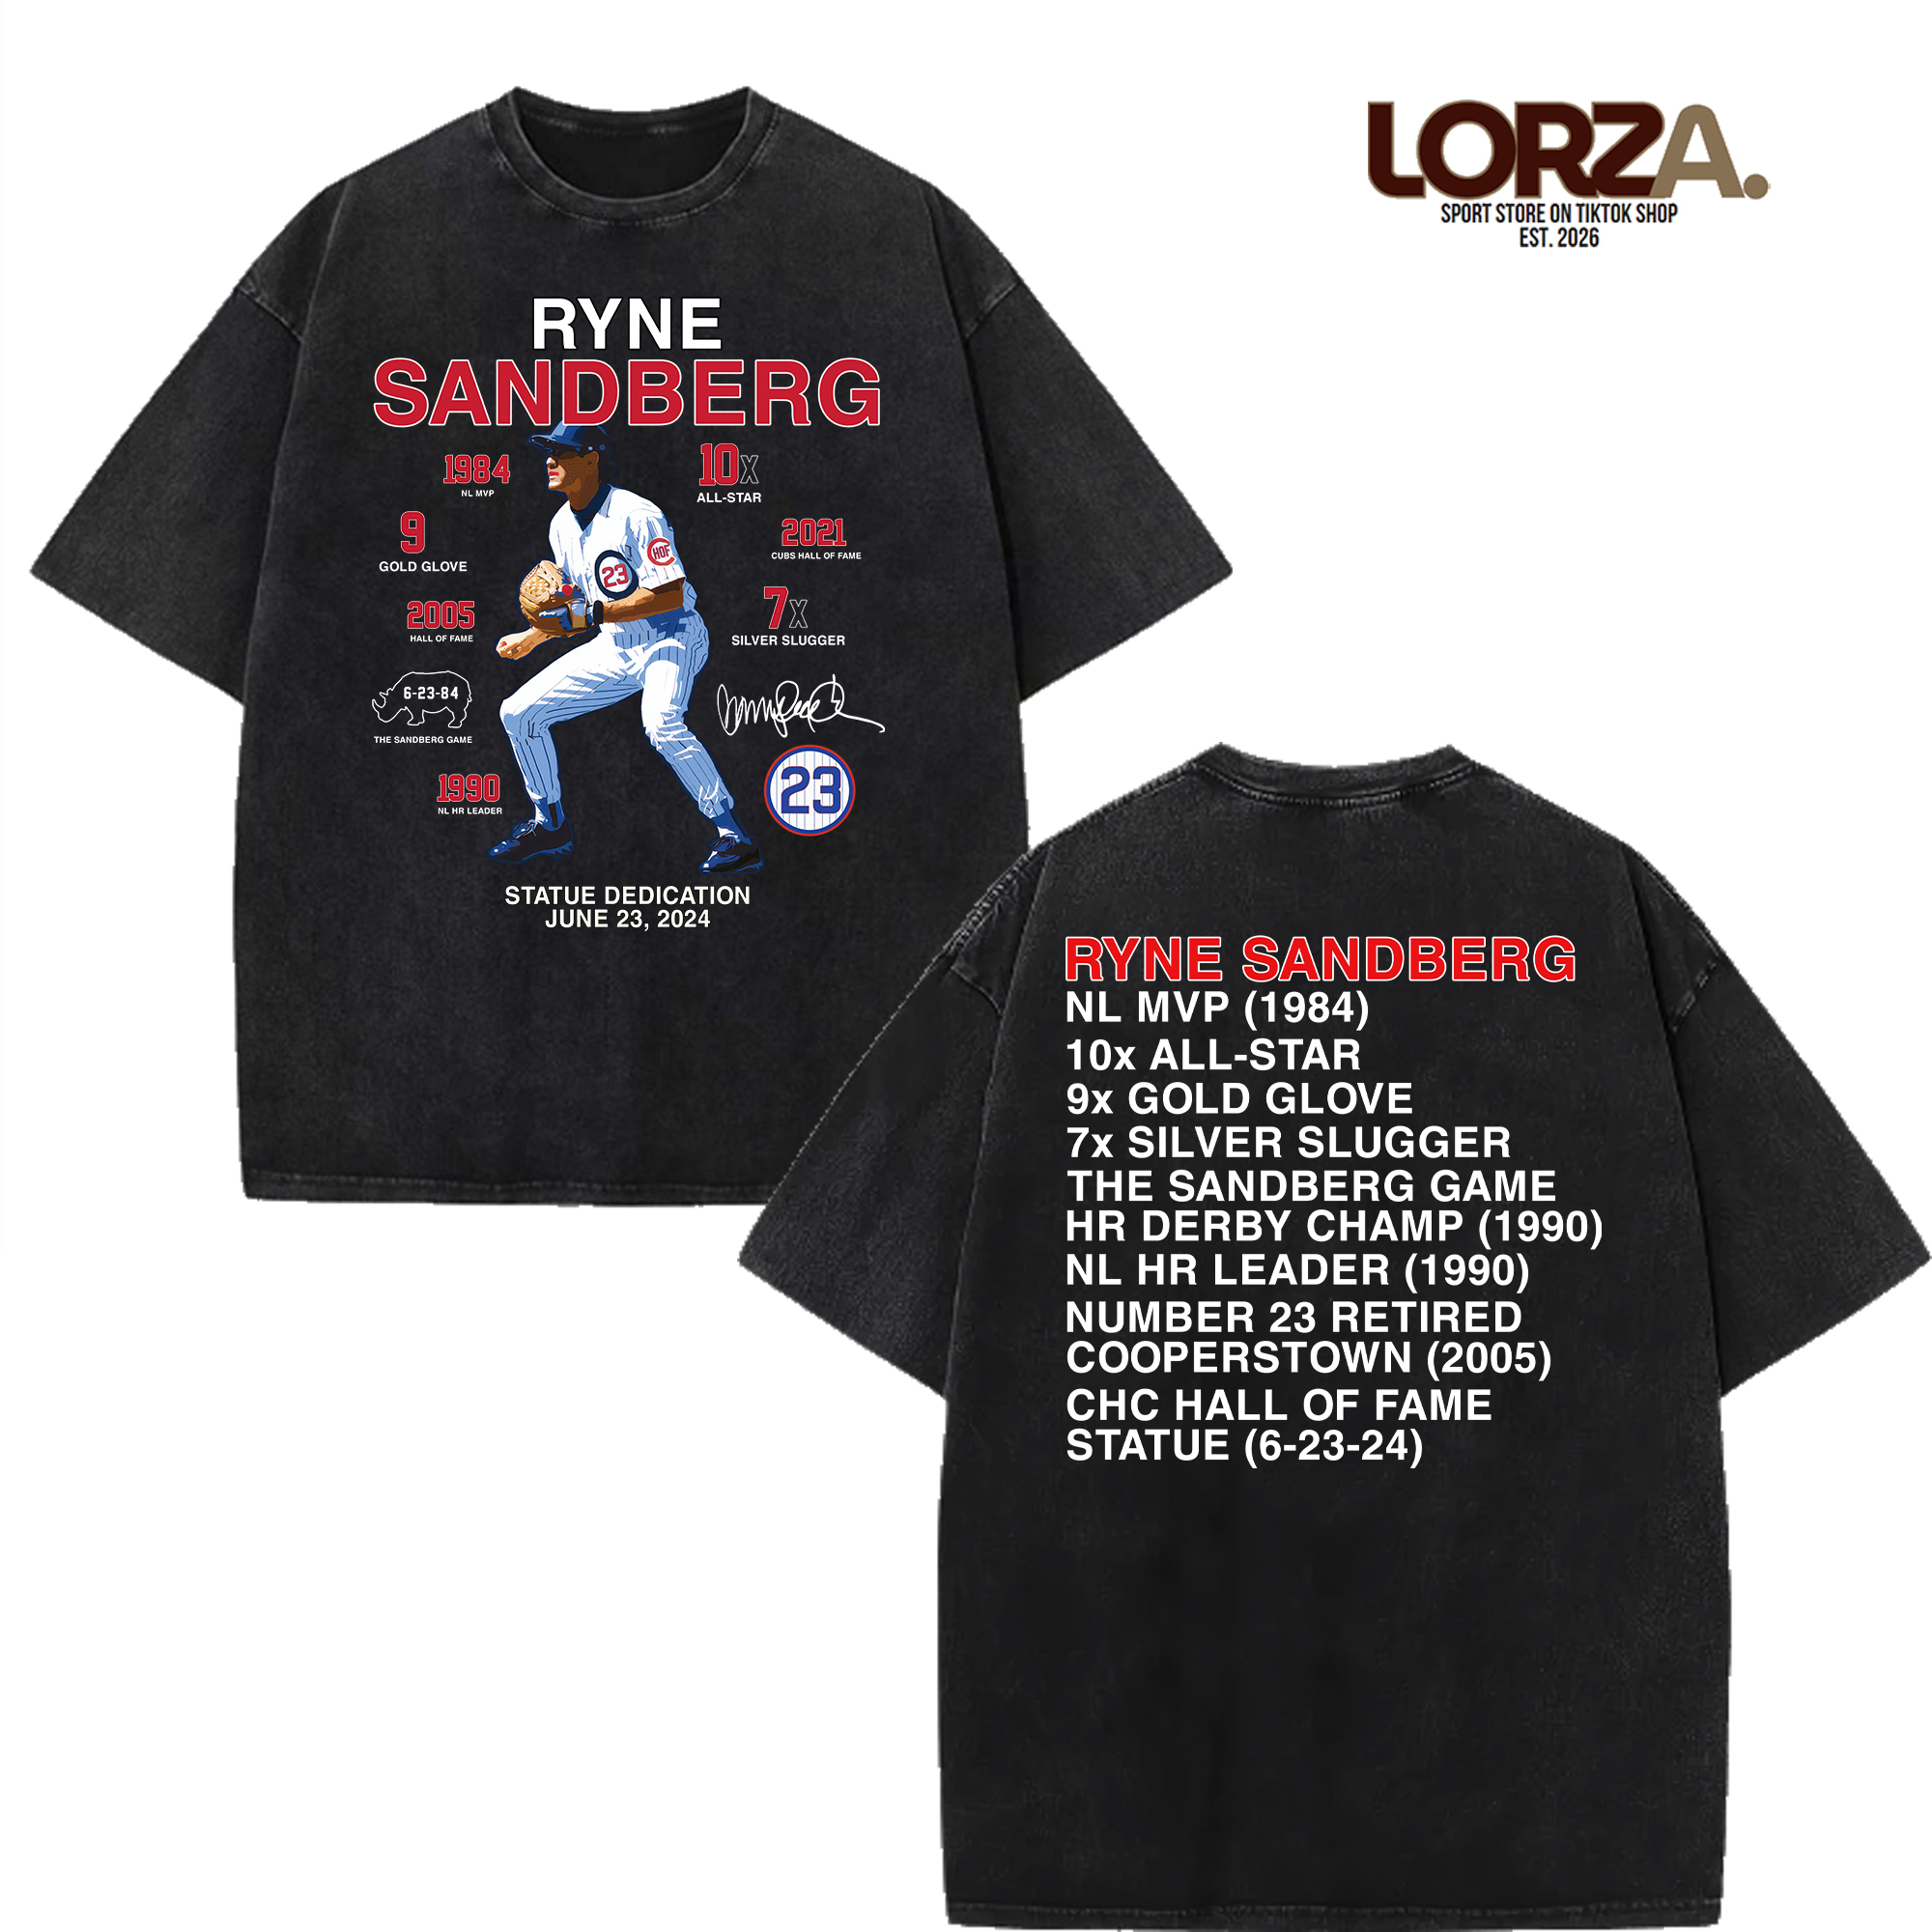 LORZA.
SPORT STORE ON TIKTOK SHOP
EST. 2026
RYNE
SANDBERG
1984
NL MVP
10x
ALL-STAR
9
GOLD GLOVE
2021
CUBS HALL OF FAME
HOF
23
2005
HALL OF FAME
7x
SILVER SLUGGER
6-23-84
THE SANDBERG GAME
1990
NL HR LEADER
23
STATUE DEDICATION
JUNE 23, 2024
RYNE SANDBERG
NL MVP (1984)
10x ALL-STAR
9x GOLD GLOVE
7x SILVER SLUGGER
THE SANDBERG GAME
HR DERBY CHAMP (1990)
NL HR LEADER (1990)
NUMBER 23 RETIRED
COOPERSTOWN (2005)
CHC HALL OF FAME
STATUE (6-23-24)